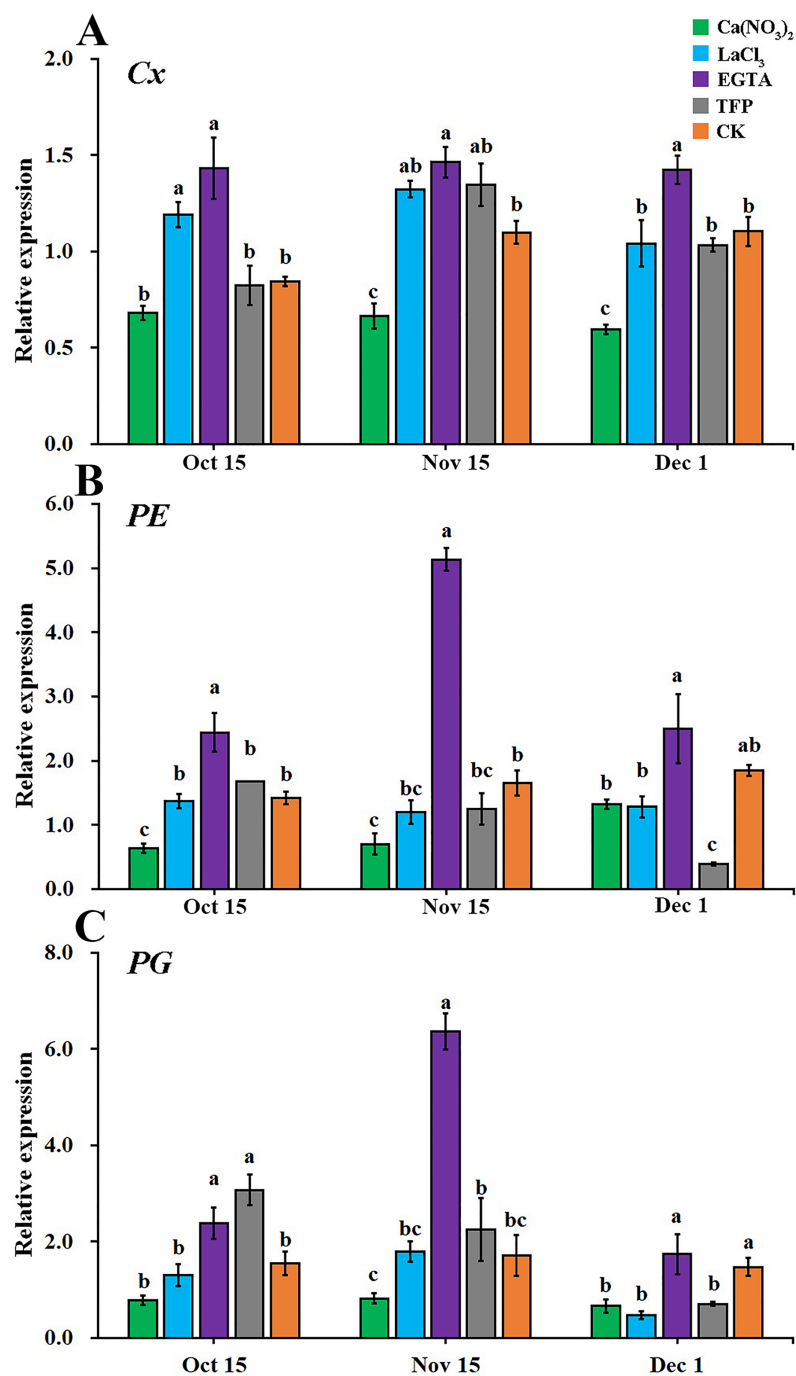 A
Cx
Ca(NO3)2
LaCl3
EGTA
TFP
CK
Relative expression
2.0
1.5
1.0
0.5
0.0
b a a b b
c ab a ab b
c b a b b
Oct 15 Nov 15 Dec 1
B
PE
Relative expression
6.0
5.0
4.0
3.0
2.0
1.0
0.0
c b a b b
c bc a bc b
b b a c ab
Oct 15 Nov 15 Dec 1
C
PG
Relative expression
8.0
6.0
4.0
2.0
0.0
b b a a b
c bc a b bc
b b a b a
Oct 15 Nov 15 Dec 1